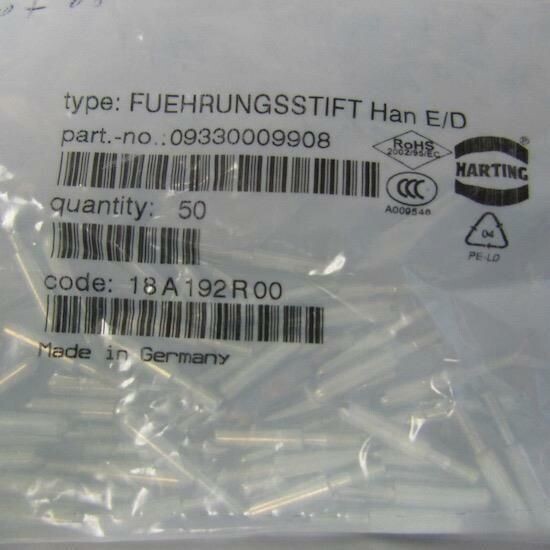 type: FUEHRUNGSSTIFT Han E/D
part.-no.: 09330009908
RoHS
2002/95/EC
HARTING
CCC
A009546
quantity: 50
04
PE-LD
code: 18A192R00
Made in Germany